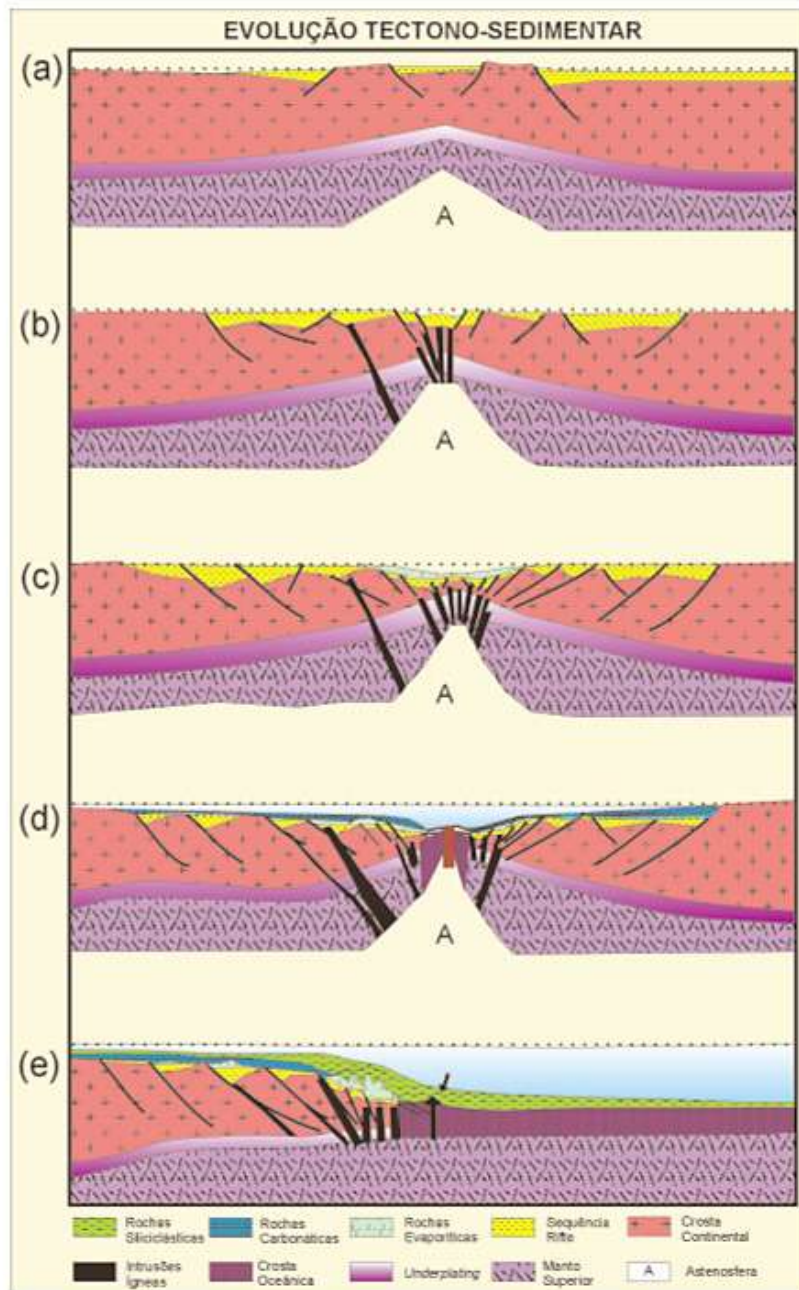 EVOLUÇÃO TECTONO-SEDIMENTAR
(a)
A
(b)
A
(c)
A
(d)
A
(e)
Rochas
Siliciclásticas
Rochas
Carbonáticas
Rochas
Evaporíticas
Sequência
Rifte
Crosta
Continental
Intrusões
Ígneas
Crosta
Oceânica
Underplating
Manto
Superior
A
Astenosfera